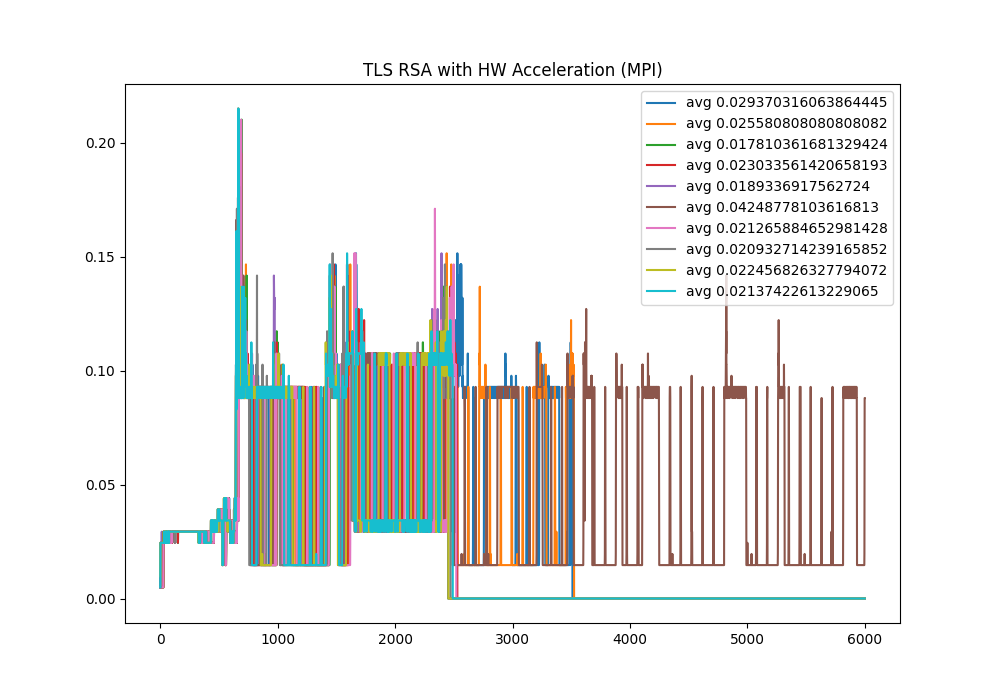 TLS RSA with HW Acceleration (MPI)
avg 0.029370316063864445
avg 0.025580808080808082
avg 0.017810361681329424
avg 0.023033561420658193
avg 0.0189336917562724
avg 0.04248778103616813
avg 0.021265884652981428
avg 0.020932714239165852
avg 0.022456826327794072
avg 0.02137422613229065
0.20
0.15
0.10
0.05
0.00
0 1000 2000 3000 4000 5000 6000